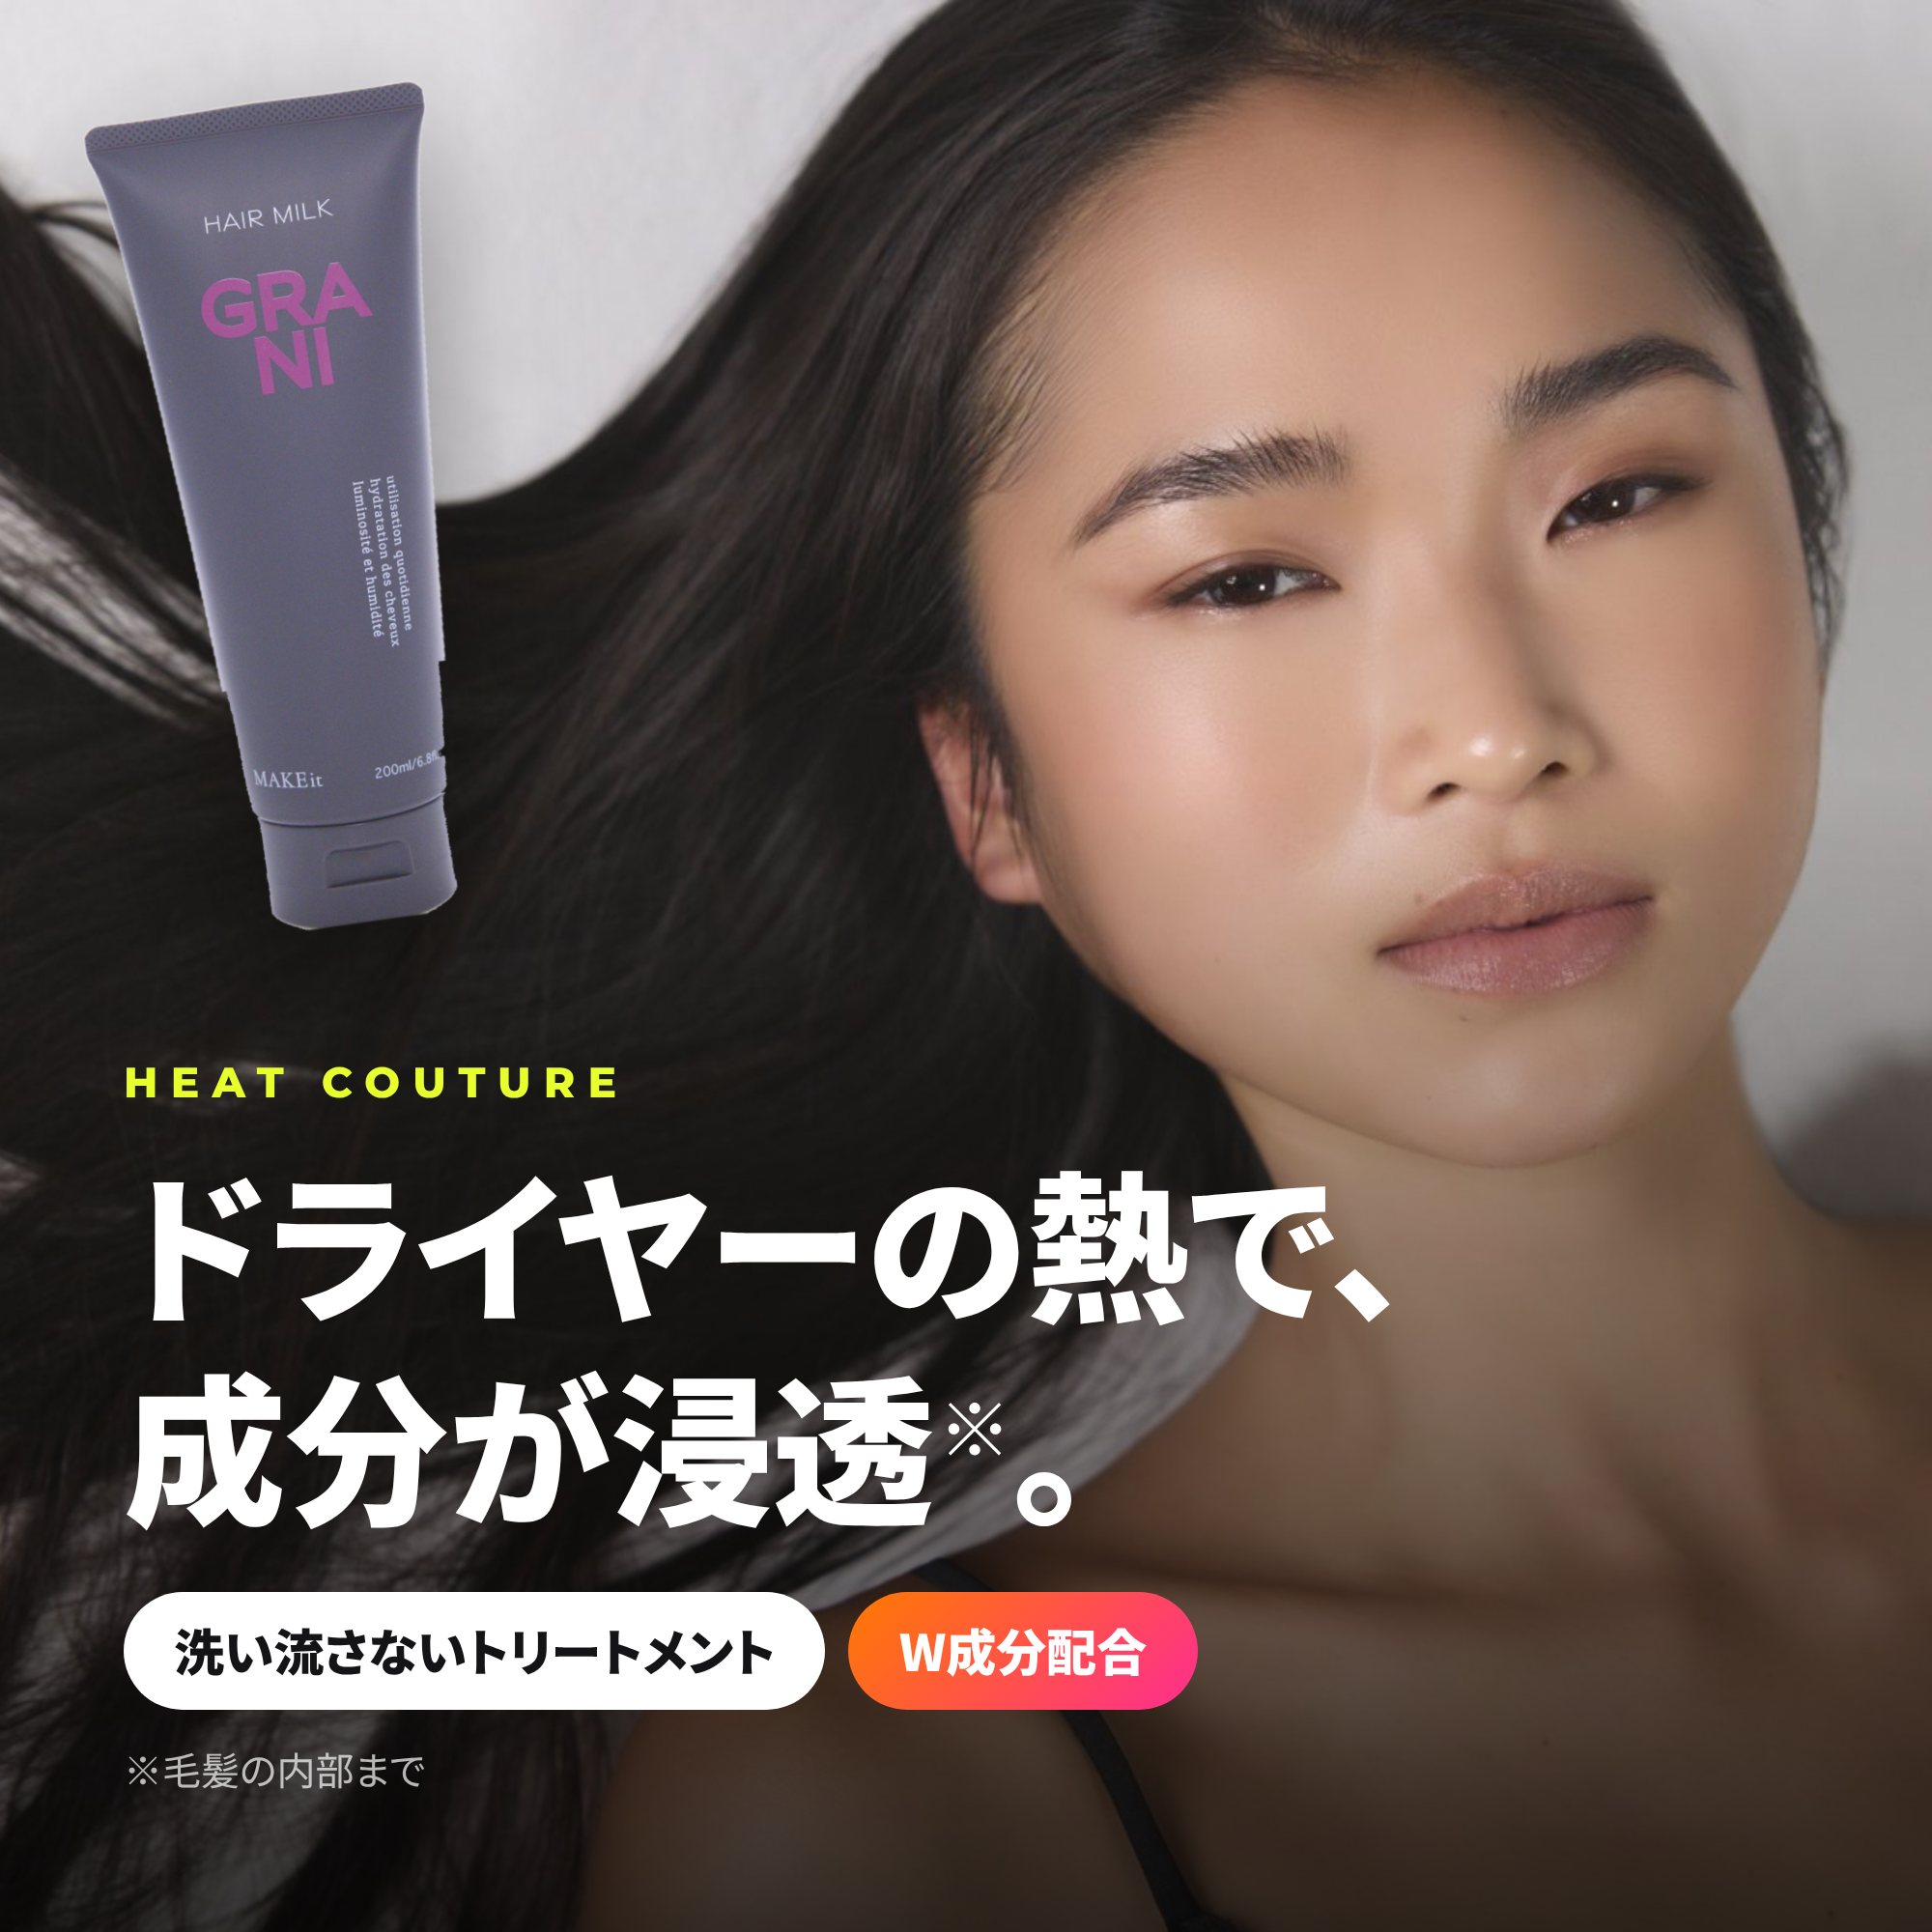 HAIR MILK
GRA
NI
utilisation quotidienne
hydratation des cheveux
luminosité et humidité
MAKEit
200ml/6.8fl
HEAT COUTURE
ドライヤーの熱で、
成分が浸透※。
洗い流さないトリートメント
W成分配合
※毛髪の内部まで